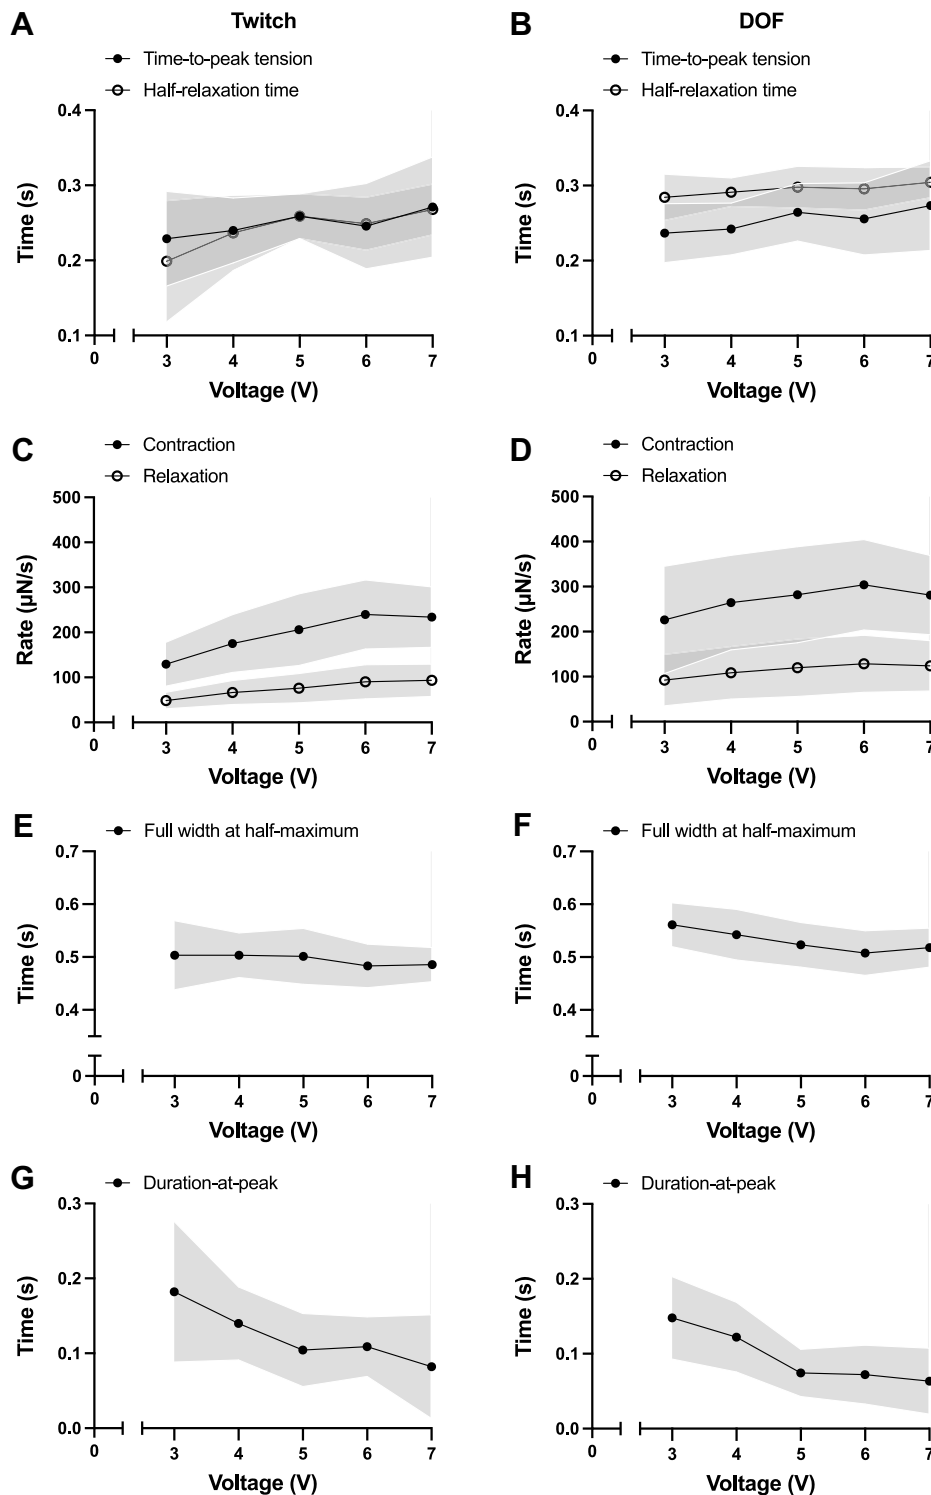 A Twitch
Time-to-peak tension
Half-relaxation time
0.4
0.3
0.2
0.1
Time (s)
0 3 4 5 6 7
Voltage (V)
B DOF
Time-to-peak tension
Half-relaxation time
0.4
0.3
0.2
0.1
Time (s)
0 3 4 5 6 7
Voltage (V)
C Contraction
Relaxation
500
400
300
200
100
0
Rate (µN/s)
0 3 4 5 6 7
Voltage (V)
D Contraction
Relaxation
500
400
300
200
100
0
Rate (µN/s)
0 3 4 5 6 7
Voltage (V)
E Full width at half-maximum
0.7
0.6
0.5
0.4
0
Time (s)
0 3 4 5 6 7
Voltage (V)
F Full width at half-maximum
0.7
0.6
0.5
0.4
0
Time (s)
0 3 4 5 6 7
Voltage (V)
G Duration-at-peak
0.3
0.2
0.1
0.0
Time (s)
0 3 4 5 6 7
Voltage (V)
H Duration-at-peak
0.3
0.2
0.1
0.0
Time (s)
0 3 4 5 6 7
Voltage (V)